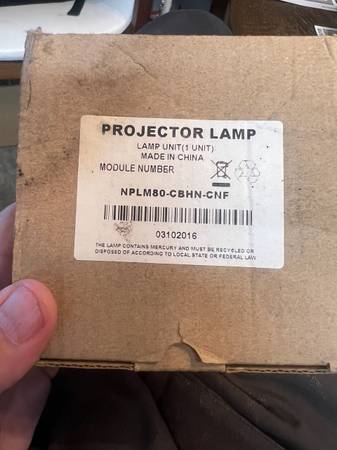 PROJECTOR LAMP
LAMP UNIT(1 UNIT)
MADE IN CHINA
MODULE NUMBER
NPLM80-CBHN-CNF
03102016
THE LAMP CONTAINS MERCURY AND MUST BE RECYCLED OR
DISPOSED OF ACCORDING TO LOCAL STATE OR FEDERAL LAW